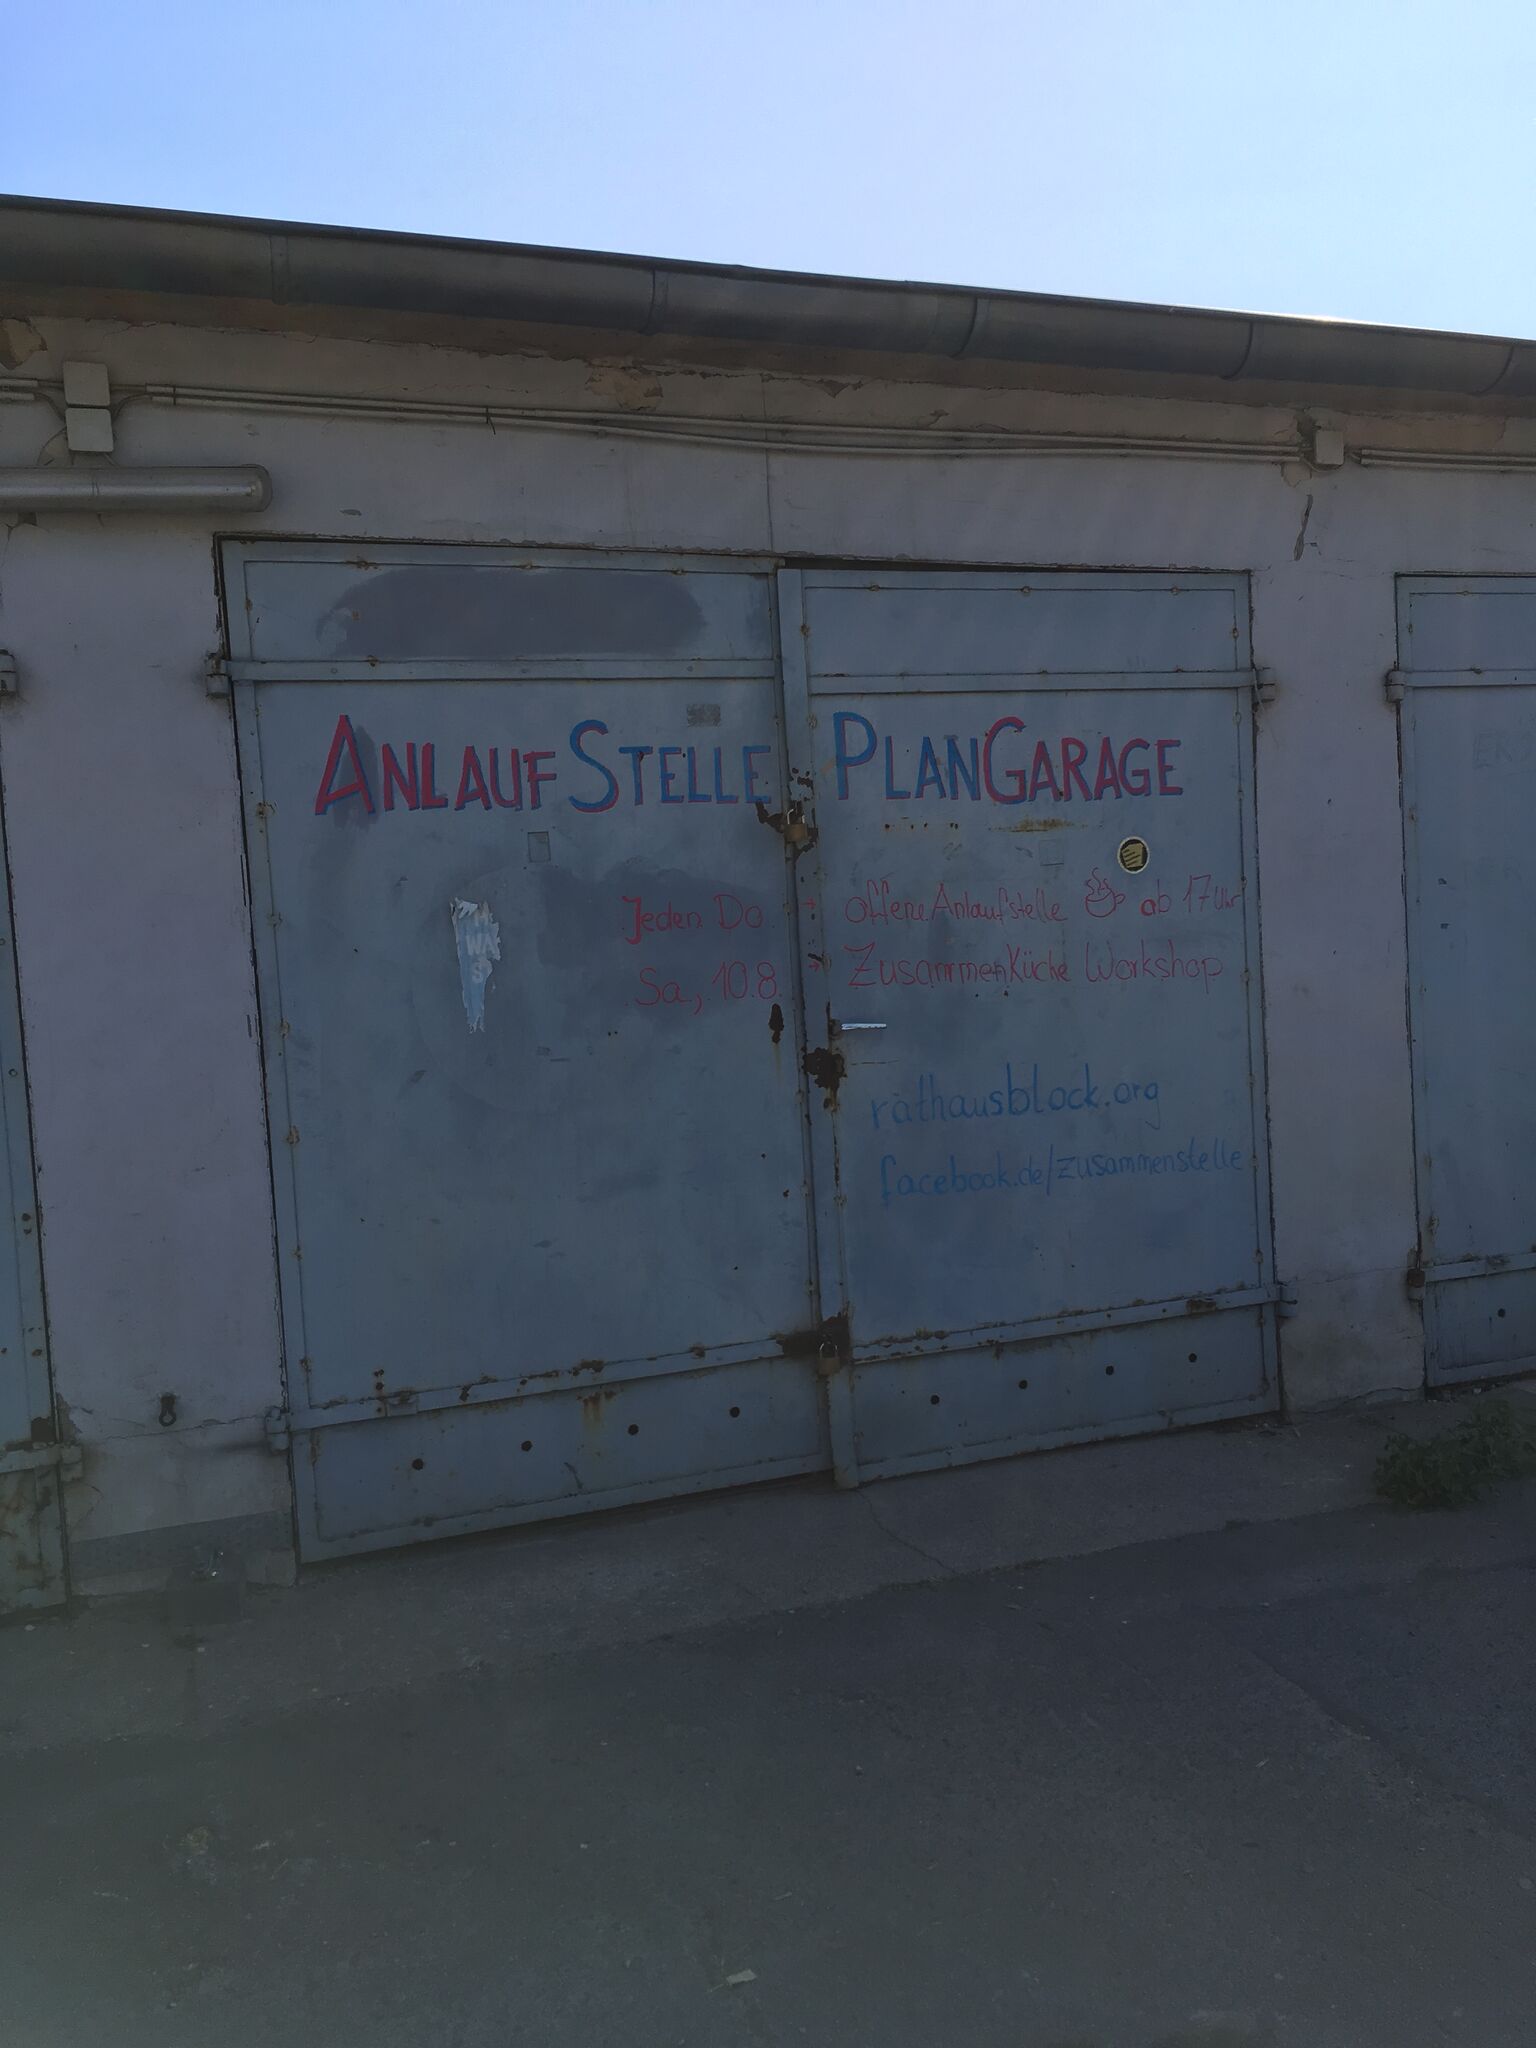 ANLAUFSTELLE PLANGARAGE
Jeden Do. → offene Anlaufstelle ab 17 Uhr
Sa, 10.8. → ZusammenKüche Workshop
rathausblock.org
facebook.de/zusammenstelle
WA
S